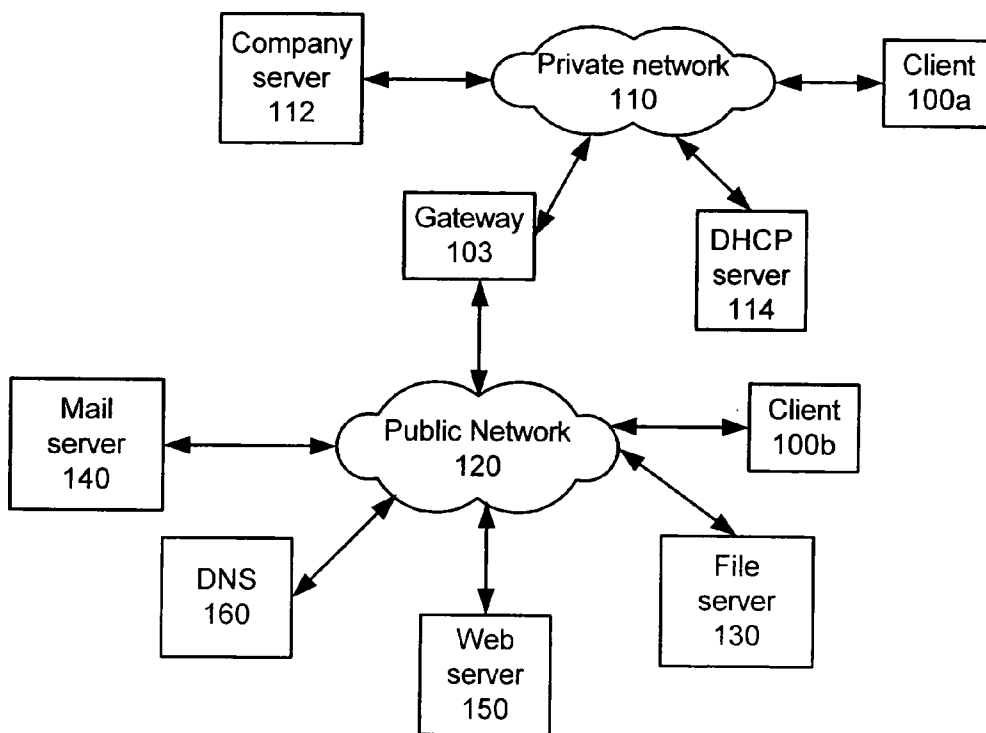 Company
server
112
Private network
110
Client
100a
Gateway
103
DHCP
server
114
Mail
server
140
Public Network
120
Client
100b
DNS
160
Web
server
150
File
server
130